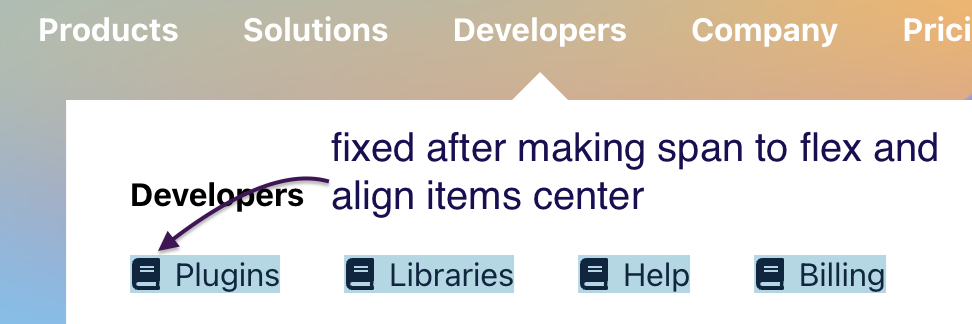 Products Solutions Developers Company Prici
fixed after making span to flex and
align items center
Developers
Plugins Libraries Help Billing